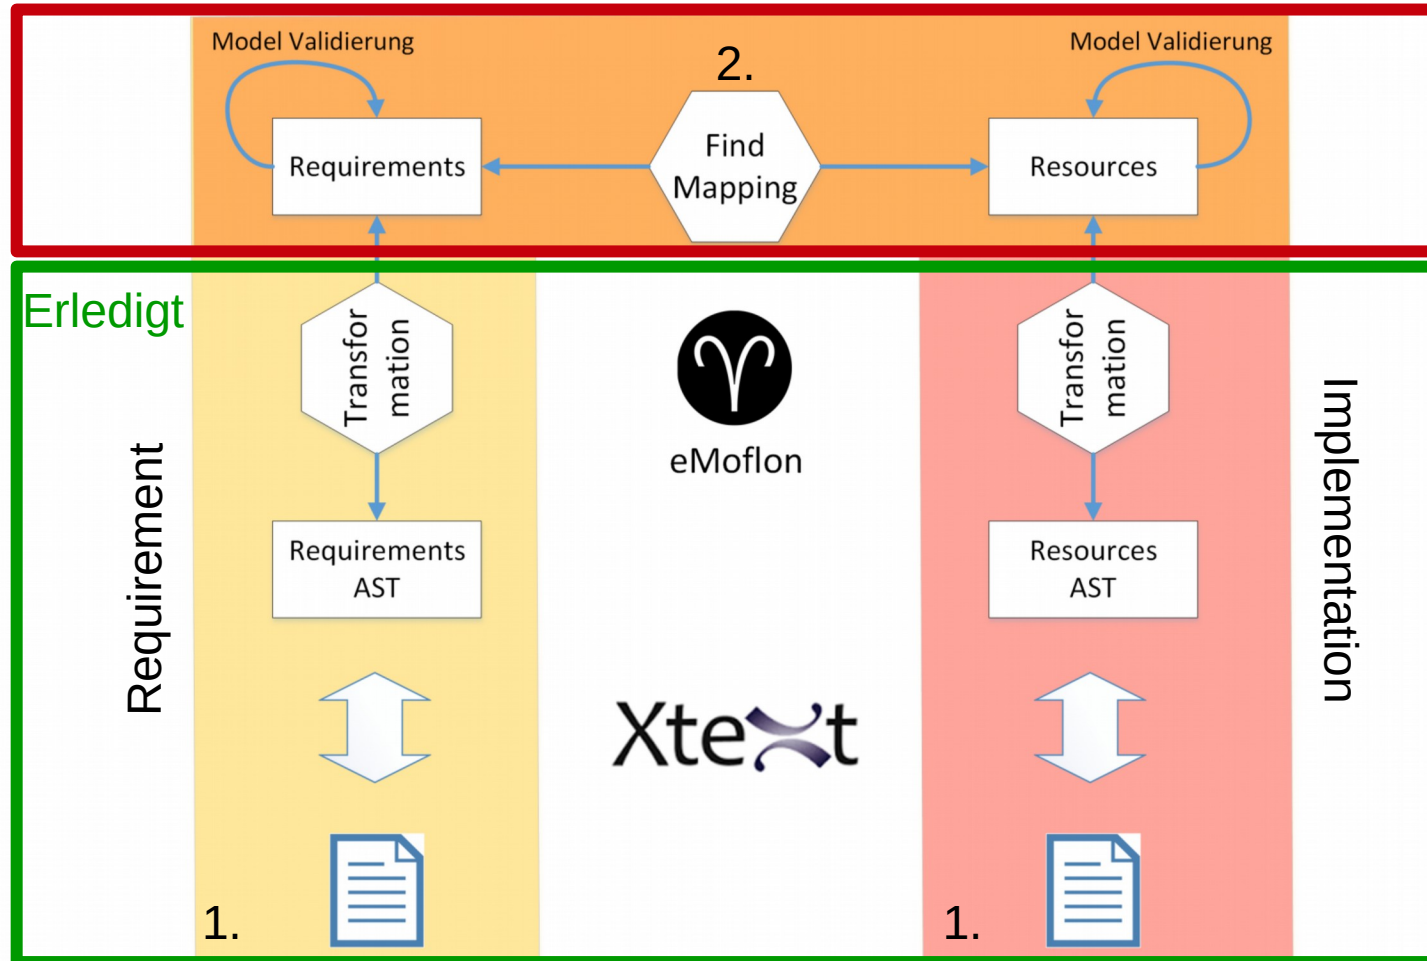 Model Validierung
Model Validierung
2.
Requirements
Find
Mapping
Resources
Erledigt
Transfor
mation
Transfor
mation
eMoflon
Requirement
Implementation
Requirements
AST
Resources
AST
Xtext
1.
1.